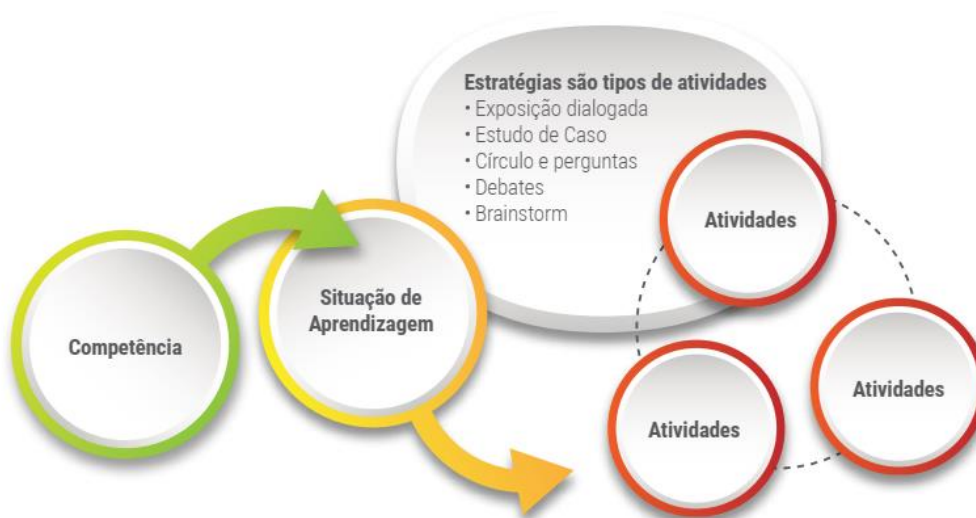 Estratégias são tipos de atividades
• Exposição dialogada
• Estudo de Caso
• Círculo e perguntas
• Debates
• Brainstorm
Atividades
Situação de
Aprendizagem
Competência
Atividades
Atividades